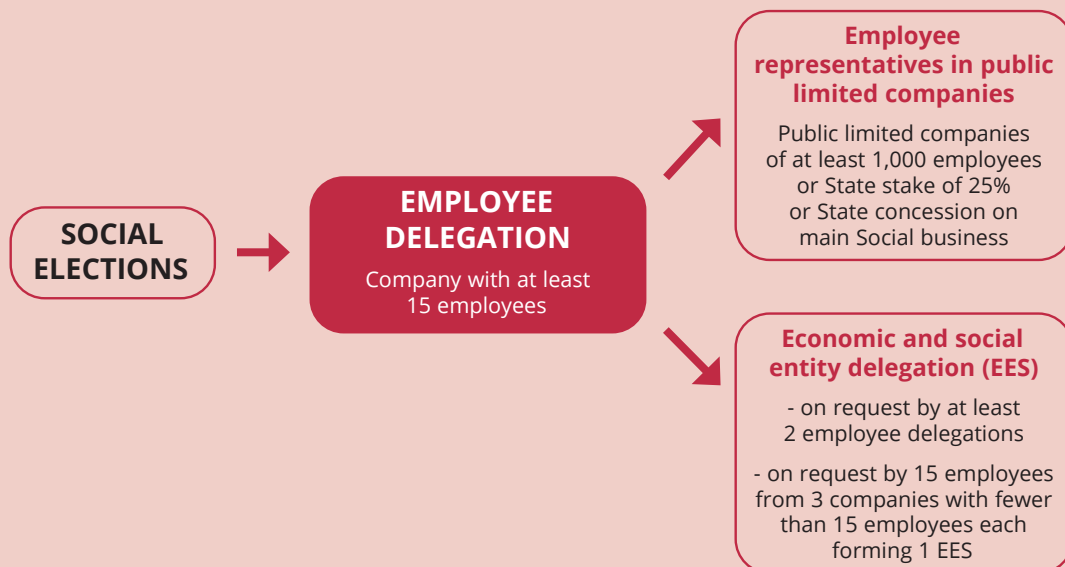 SOCIAL
ELECTIONS
EMPLOYEE
DELEGATION
Company with at least
15 employees
Employee
representatives in public
limited companies
Public limited companies
of at least 1,000 employees
or State stake of 25%
or State concession on
main Social business
Economic and social
entity delegation (EES)
- on request by at least
2 employee delegations
- on request by 15 employees
from 3 companies with fewer
than 15 employees each
forming 1 EES